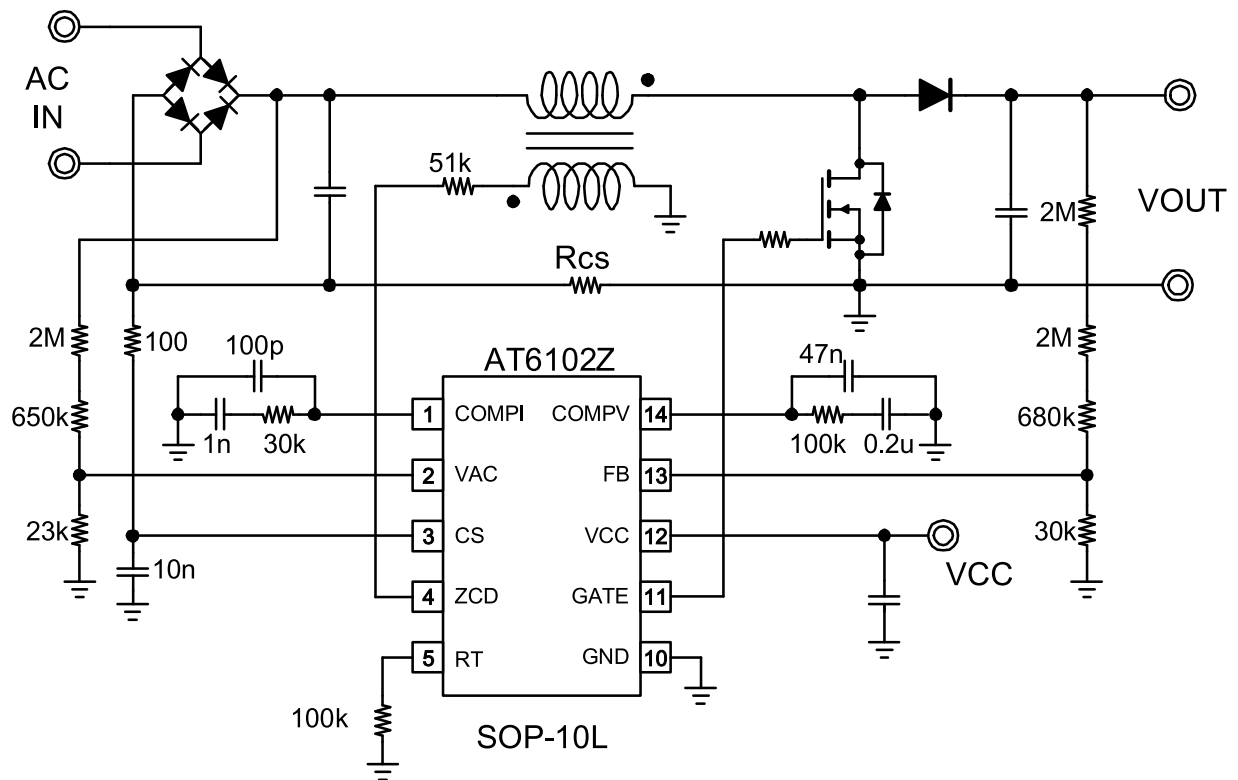 AC
IN
51k
2M
VOUT
Rcs
2M
100
100p
AT6102Z
47n
2M
650k
1n
30k
1
COMPI
COMPV
14
100k
0.2u
680k
2
VAC
FB
13
23k
3
CS
VCC
12
30k
10n
VCC
4
ZCD
GATE
11
5
RT
GND
10
100k
SOP-10L